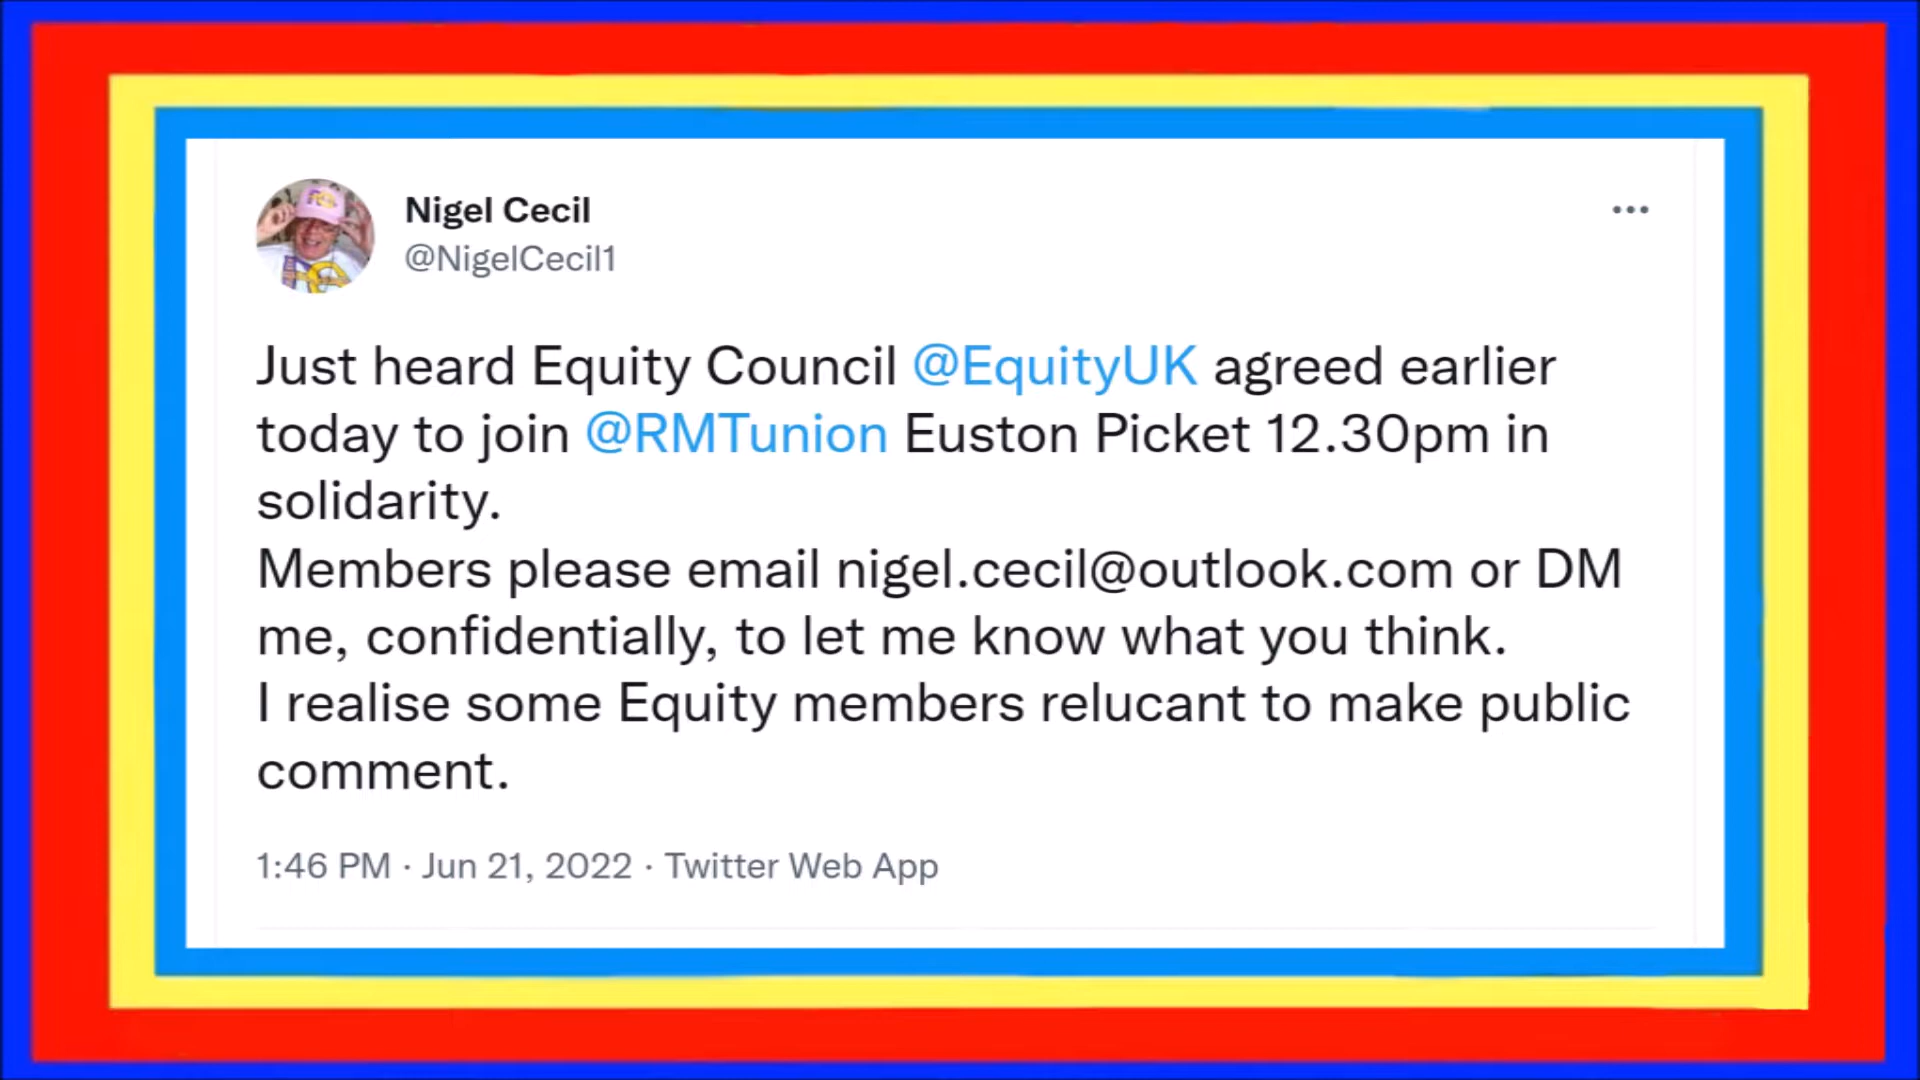 Nigel Cecil
@NigelCecil1
Just heard Equity Council @EquityUK agreed earlier
today to join @RMTunion Euston Picket 12.30pm in
solidarity.
Members please email nigel.cecil@outlook.com or DM
me, confidentially, to let me know what you think.
I realise some Equity members relucant to make public
comment.
1:46 PM · Jun 21, 2022 · Twitter Web App